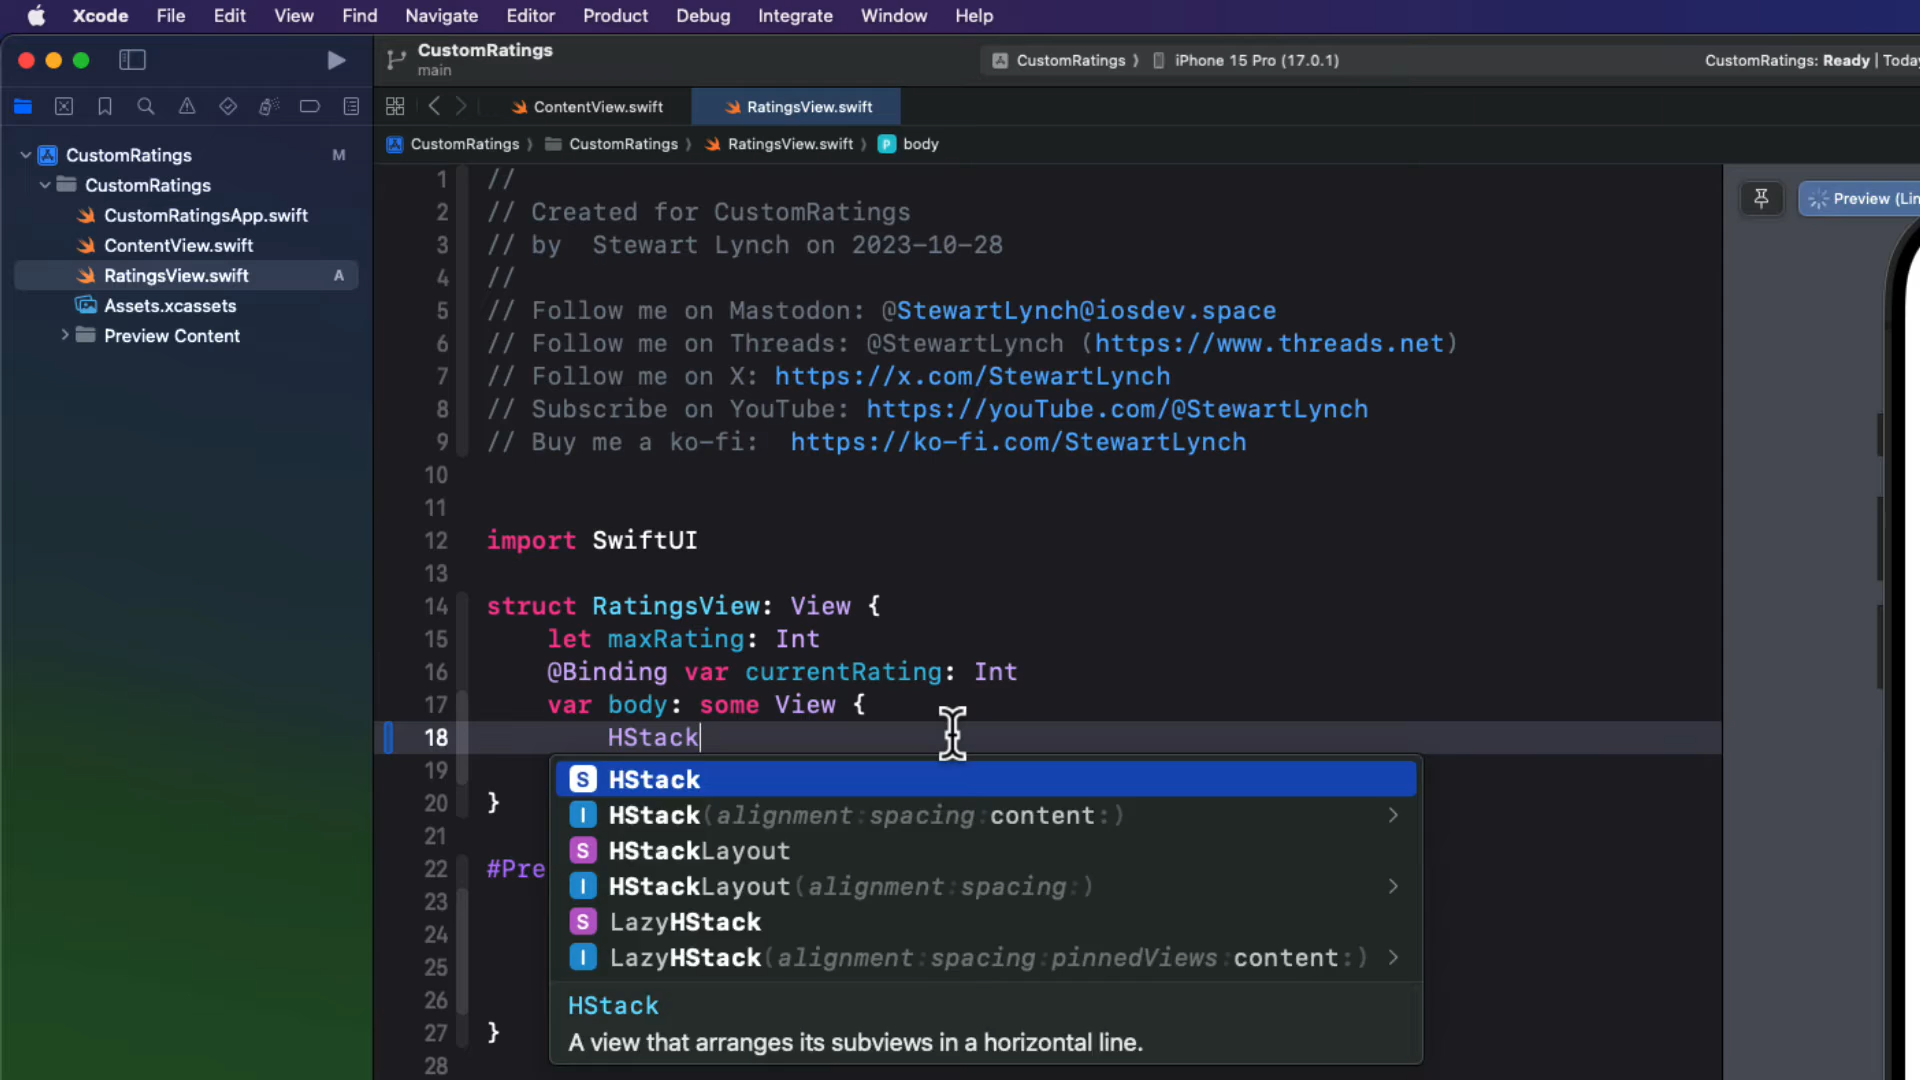 Xcode File Edit View Find Navigate Editor Product Debug Integrate Window Help
CustomRatings
main
CustomRatings iPhone 15 Pro (17.0.1)
CustomRatings: Ready | Today
ContentView.swift
RatingsView.swift
CustomRatings CustomRatings RatingsView.swift P body
CustomRatings M
CustomRatings
CustomRatingsApp.swift
ContentView.swift
RatingsView.swift A
Assets.xcassets
Preview Content
1 //
2 // Created for CustomRatings
3 // by  Stewart Lynch on 2023-10-28
4 //
5 // Follow me on Mastodon: @StewartLynch@iosdev.space
6 // Follow me on Threads: @StewartLynch (https://www.threads.net)
7 // Follow me on X: https://x.com/StewartLynch
8 // Subscribe on YouTube: https://youTube.com/@StewartLynch
9 // Buy me a ko-fi:  https://ko-fi.com/StewartLynch
10
11
12 import SwiftUI
13
14 struct RatingsView: View {
15     let maxRating: Int
16     @Binding var currentRating: Int
17     var body: some View {
18         HStack
19
20 }
21
22 #Pre
23
24
25
26
27 }
28
S HStack
I HStack(alignment: spacing: content:)
S HStackLayout
I HStackLayout(alignment: spacing:)
S LazyHStack
I LazyHStack(alignment: spacing: pinnedViews: content:)
HStack
A view that arranges its subviews in a horizontal line.
Preview (Lin